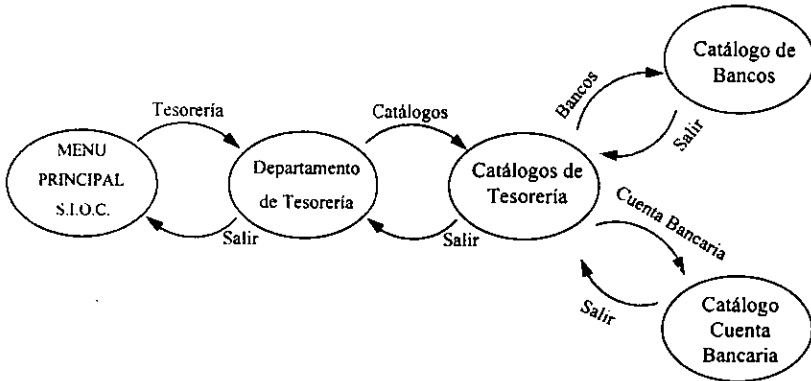 Catálogo de
Bancos
Bancos
Salir
Tesorería
Catálogos
MENU
PRINCIPAL
S.I.O.C.
Departamento
de Tesorería
Catálogos de
Tesorería
Salir
Salir
Cuenta Bancaria
Salir
Catálogo
Cuenta
Bancaria